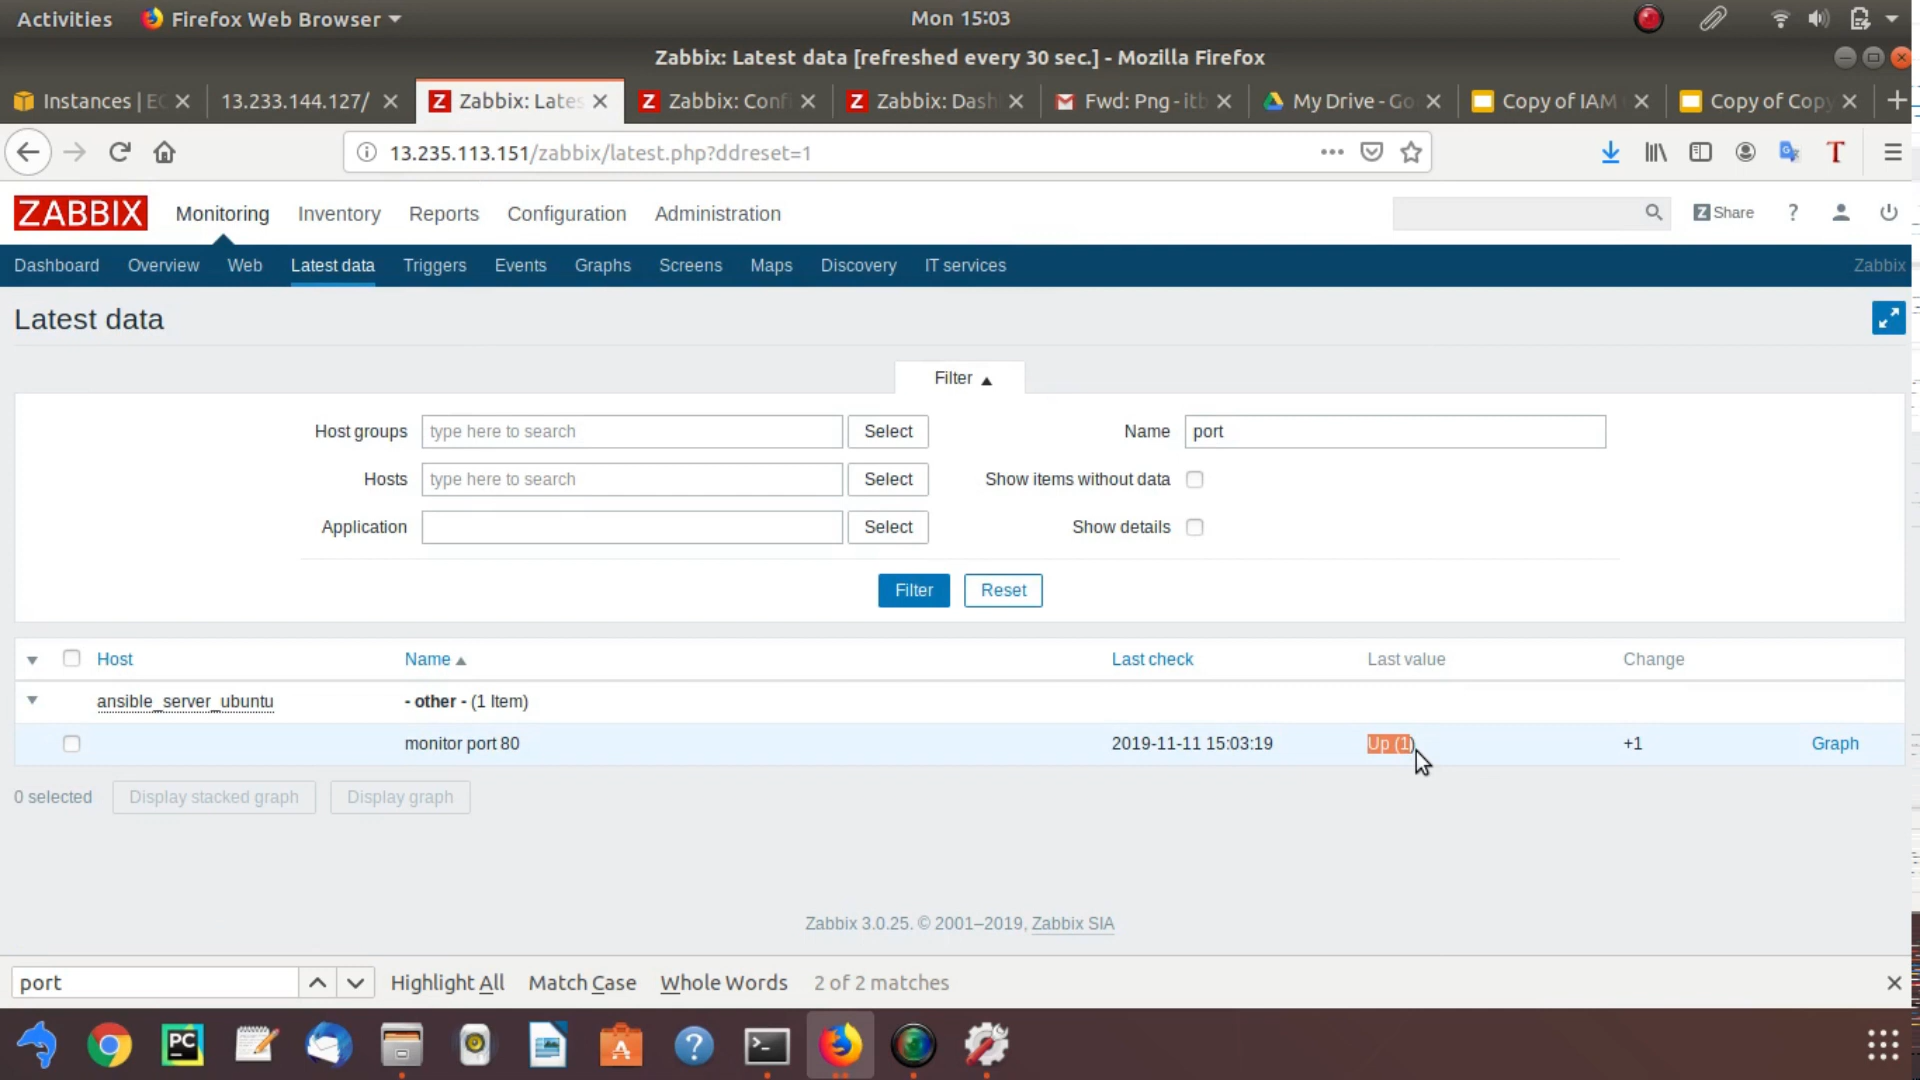 Activities Firefox Web Browser Mon 15:03
Zabbix: Latest data [refreshed every 30 sec.] - Mozilla Firefox
Instances | EC 13.233.144.127/ Zabbix: Lates Zabbix: Confi Zabbix: Dash Fwd: Png - itb My Drive - Go Copy of IAM Copy of Copy
13.235.113.151/zabbix/latest.php?ddreset=1
ZABBIX Monitoring Inventory Reports Configuration Administration Z Share ?
Dashboard Overview Web Latest data Triggers Events Graphs Screens Maps Discovery IT services Zabbix
Latest data
Filter ▲
Host groups type here to search Select Name port
Hosts type here to search Select Show items without data
Application Select Show details
Filter Reset
Host Name ▲ Last check Last value Change
ansible_server_ubuntu - other - (1 Item)
monitor port 80 2019-11-11 15:03:19 Up (1) +1 Graph
0 selected Display stacked graph Display graph
Zabbix 3.0.25. © 2001–2019, Zabbix SIA
port Highlight All Match Case Whole Words 2 of 2 matches
PC